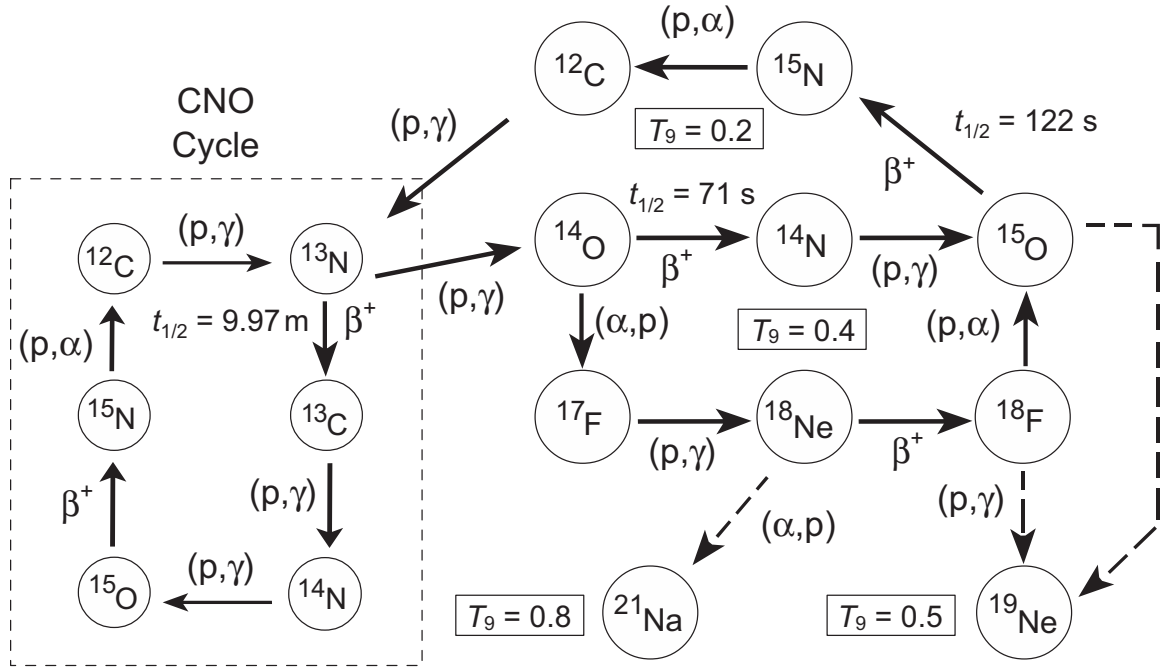 CNO
Cycle
¹²C
(p,γ)
¹³N
t₁/₂ = 9.97 m
β⁺
¹³C
(p,γ)
¹⁴N
(p,γ)
¹⁵O
β⁺
¹⁵N
(p,α)
(p,γ)
(p,γ)
¹²C
(p,α)
¹⁵N
T₉ = 0.2
t₁/₂ = 122 s
β⁺
¹⁴O
t₁/₂ = 71 s
β⁺
¹⁴N
(p,γ)
¹⁵O
(α,p)
T₉ = 0.4
(p,α)
¹⁷F
(p,γ)
¹⁸Ne
β⁺
¹⁸F
(α,p)
(p,γ)
T₉ = 0.8
²¹Na
T₉ = 0.5
¹⁹Ne